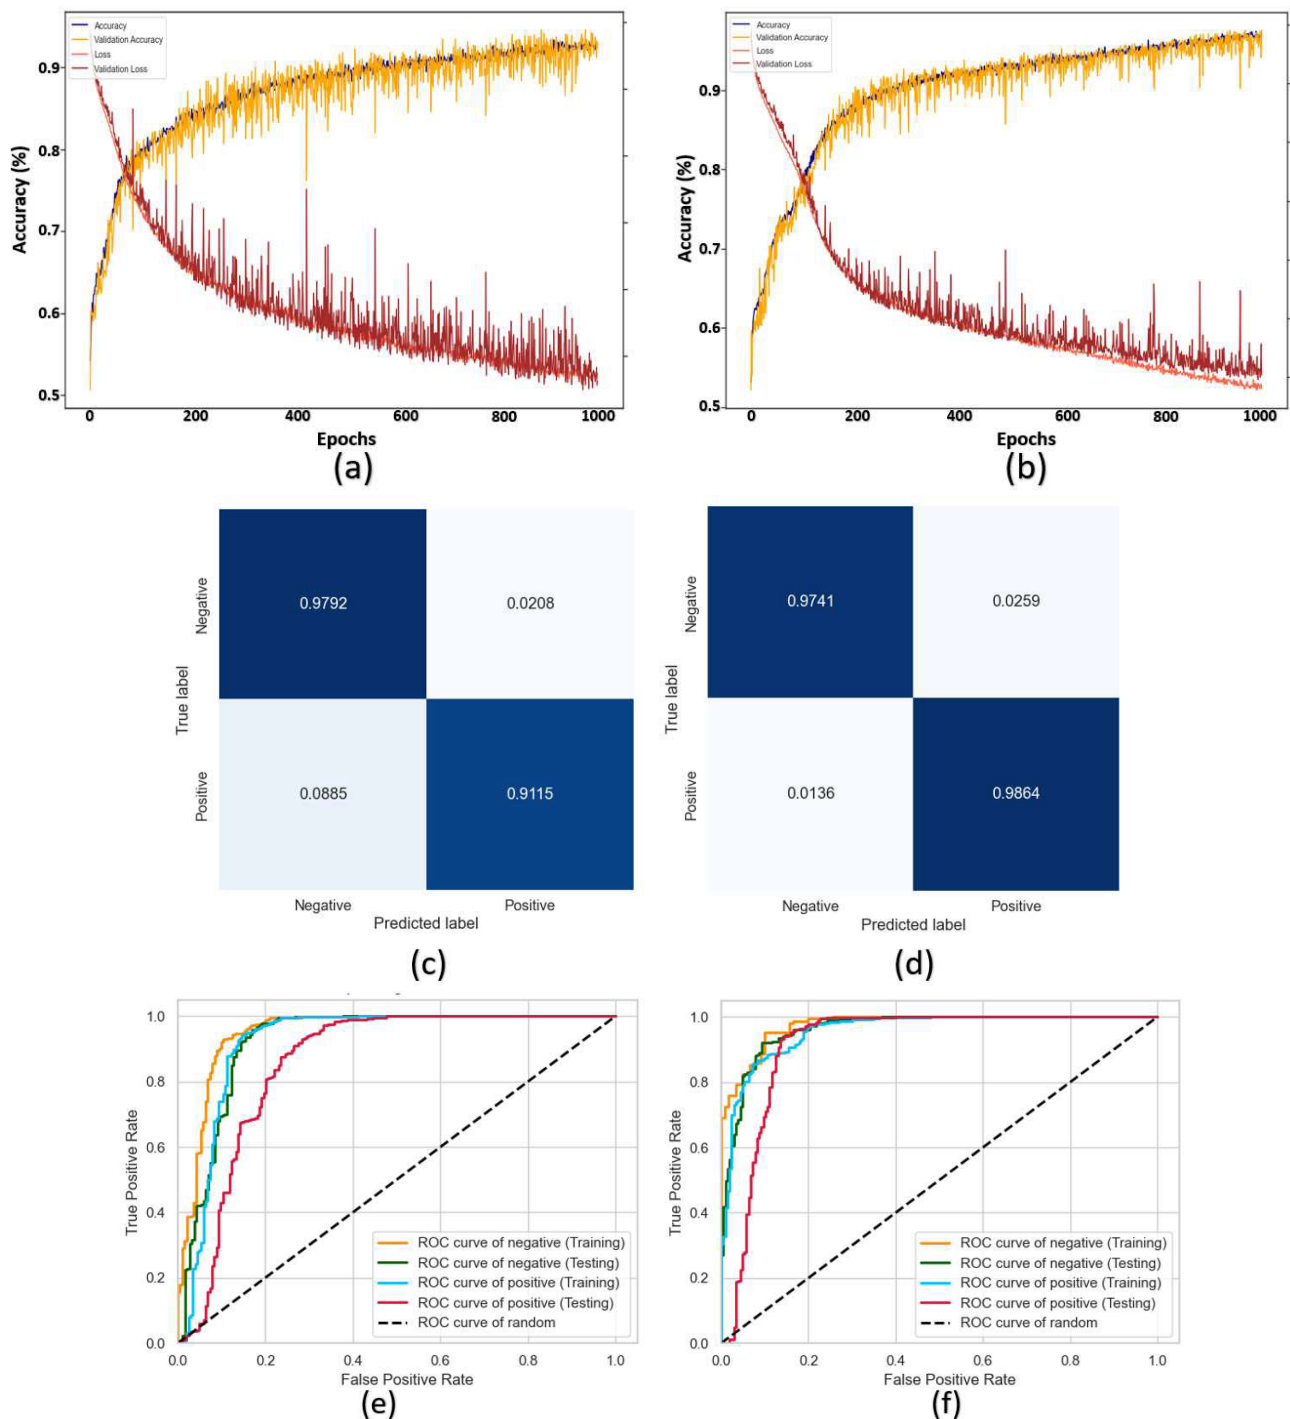 Accuracy
Validation Accuracy
Loss
Validation Loss
0.9
0.8
0.7
0.6
0.5
Accuracy (%)
0 200 400 600 800 1000
Epochs
(a)
Accuracy
Validation Accuracy
Loss
Validation Loss
0.9
0.8
0.7
0.6
0.5
Accuracy (%)
0 200 400 600 800 1000
Epochs
(b)
True label
Negative
Positive
0.9792 0.0208
0.0885 0.9115
Negative Positive
Predicted label
(c)
True label
Negative
Positive
0.9741 0.0259
0.0136 0.9864
Negative Positive
Predicted label
(d)
True Positive Rate
1.0
0.8
0.6
0.4
0.2
0.0
ROC curve of negative (Training)
ROC curve of negative (Testing)
ROC curve of positive (Training)
ROC curve of positive (Testing)
ROC curve of random
0.0 0.2 0.4 0.6 0.8 1.0
False Positive Rate
(e)
True Positive Rate
1.0
0.8
0.6
0.4
0.2
0.0
ROC curve of negative (Training)
ROC curve of negative (Testing)
ROC curve of positive (Training)
ROC curve of positive (Testing)
ROC curve of random
0.0 0.2 0.4 0.6 0.8 1.0
False Positive Rate
(f)